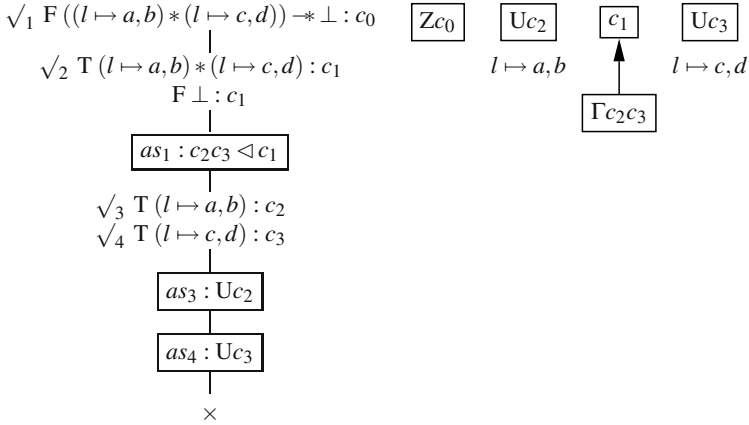 √₁ F ((l ↦ a, b) ∗ (l ↦ c, d)) −∗ ⊥ : c₀
√₂ T (l ↦ a, b) ∗ (l ↦ c, d) : c₁
F ⊥ : c₁
as₁ : c₂c₃ ◁ c₁
√₃ T (l ↦ a, b) : c₂
√₄ T (l ↦ c, d) : c₃
as₃ : Uc₂
as₄ : Uc₃
×
Zc₀
Uc₂
c₁
Uc₃
l ↦ a, b
l ↦ c, d
Γc₂c₃